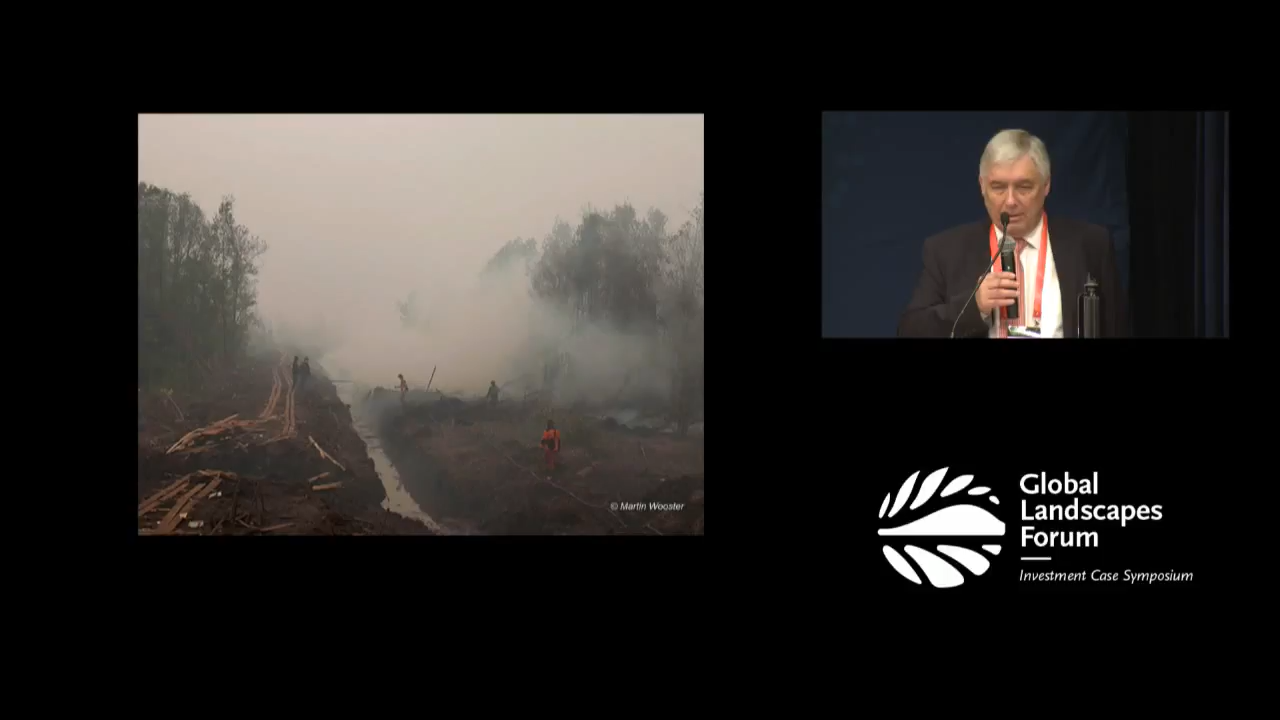 © Martin Wooster
Global
Landscapes
Forum
Investment Case Symposium